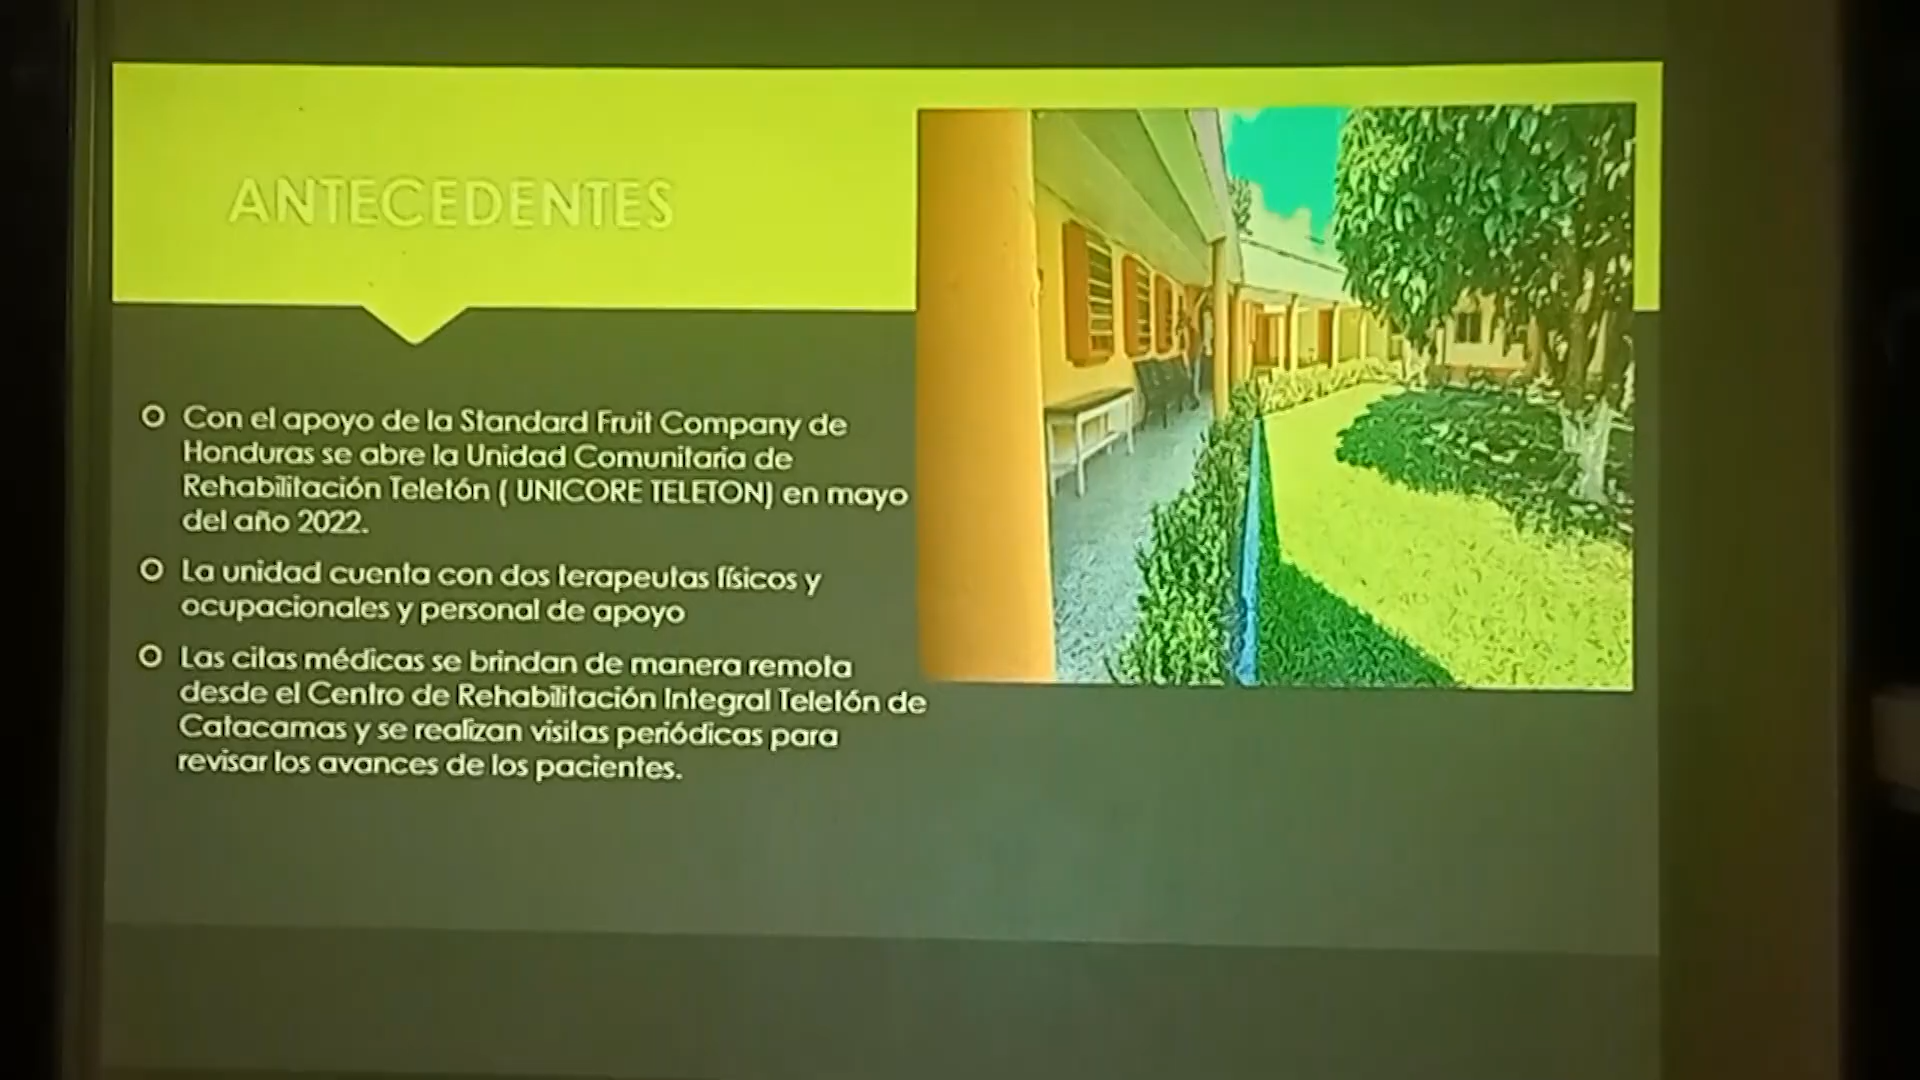 ANTECEDENTES
Con el apoyo de la Standard Fruit Company de
Honduras se abre la Unidad Comunitaria de
Rehabilitación Teletón ( UNICORE TELETON) en mayo
del año 2022.
La unidad cuenta con dos terapeutas físicos y
ocupacionales y personal de apoyo
Las citas médicas se brindan de manera remota
desde el Centro de Rehabilitación Integral Teletón de
Catacamas y se realizan visitas periódicas para
revisar los avances de los pacientes.